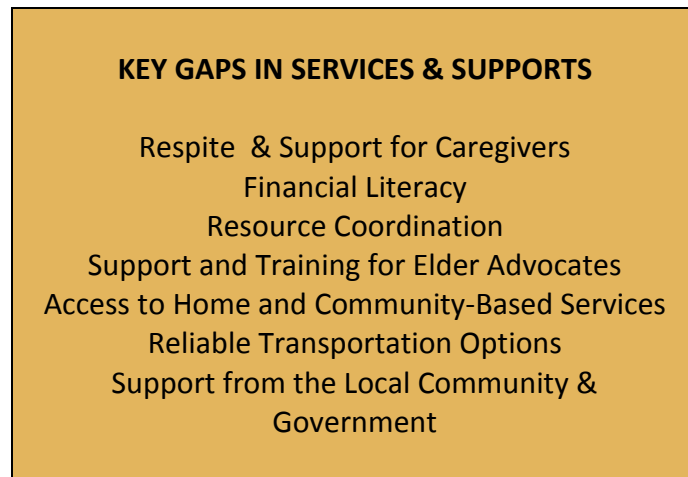 KEY GAPS IN SERVICES & SUPPORTS
Respite & Support for Caregivers
Financial Literacy
Resource Coordination
Support and Training for Elder Advocates
Access to Home and Community-Based Services
Reliable Transportation Options
Support from the Local Community &
Government